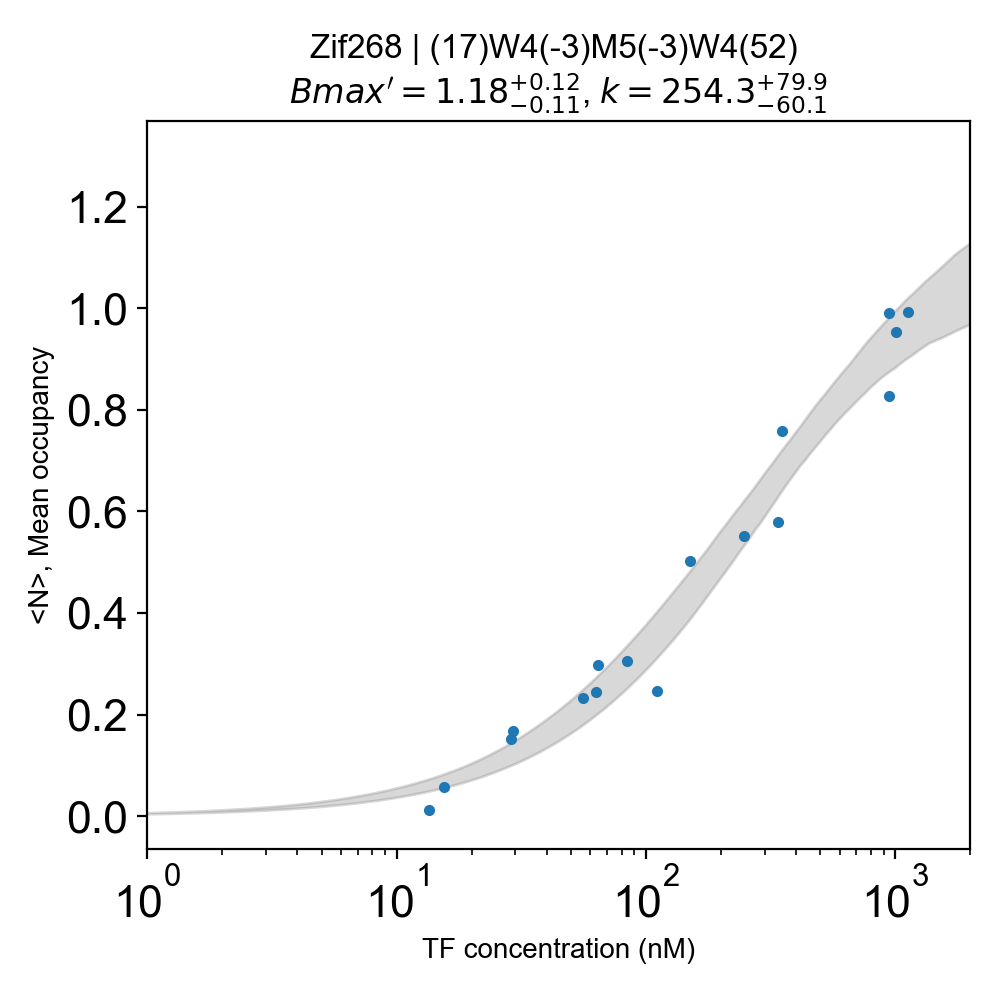 Zif268 | (17)W4(-3)M5(-3)W4(52)
Bmax′ = 1.18^{+0.12}_{−0.11}, k = 254.3^{+79.9}_{−60.1}
1.2
1.0
0.8
0.6
0.4
0.2
0.0
<N>, Mean occupancy
10^0
10^1
10^2
10^3
TF concentration (nM)